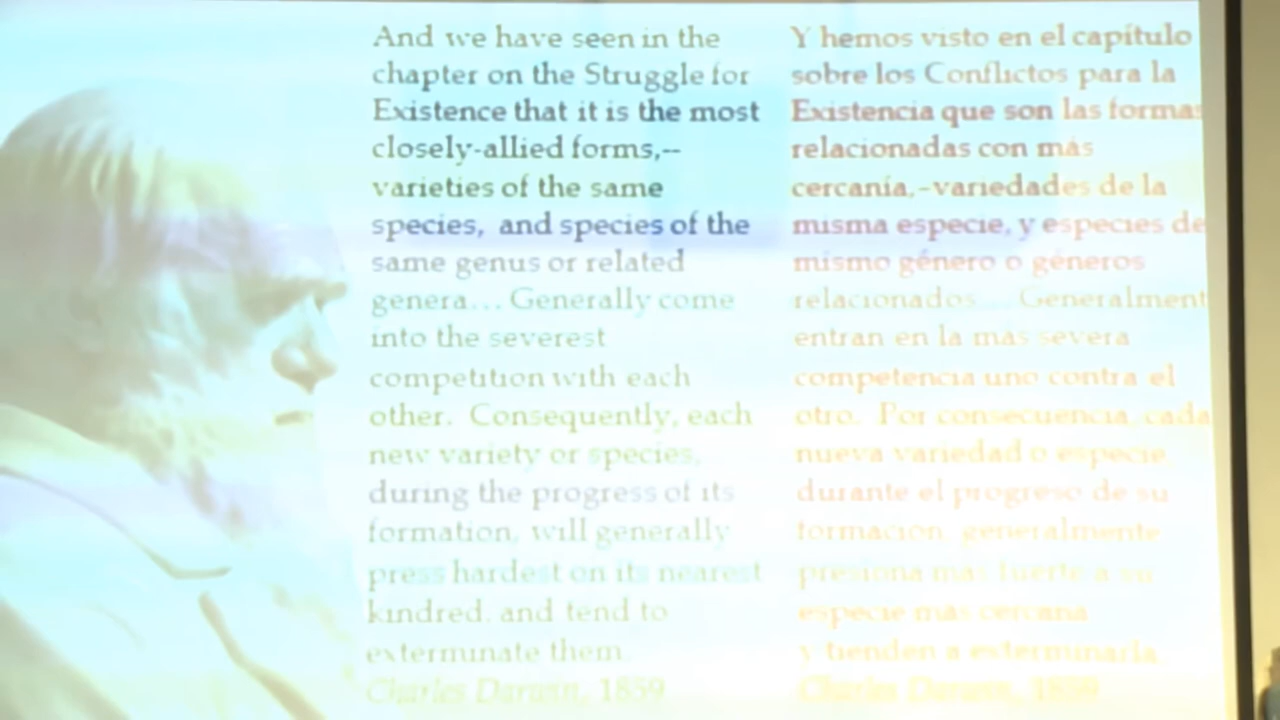 And we have seen in the
chapter on the Struggle for
Existence that it is the most
closely-allied forms,--
varieties of the same
species, and species of the
same genus or related
genera... Generally come
into the severest
competition with each
other. Consequently, each
new variety or species,
during the progress of its
formation, will generally
press hardest on its nearest
kindred, and tend to
exterminate them.
Charles Darwin, 1859
Y hemos visto en el capítulo
sobre los Conflictos para la
Existencia que son las formas
relacionadas con más
cercanía,-variedades de la
misma especie, y especies de
mismo género o géneros
relacionados... Generalment
entran en la más severa
competencia uno contra el
otro. Por consecuencia, cada
nueva variedad o especie,
durante el progreso de su
formación, generalmente
presiona más fuerte a su
especie más cercana
y tienden a exterminarla.
Charles Darwin, 1859